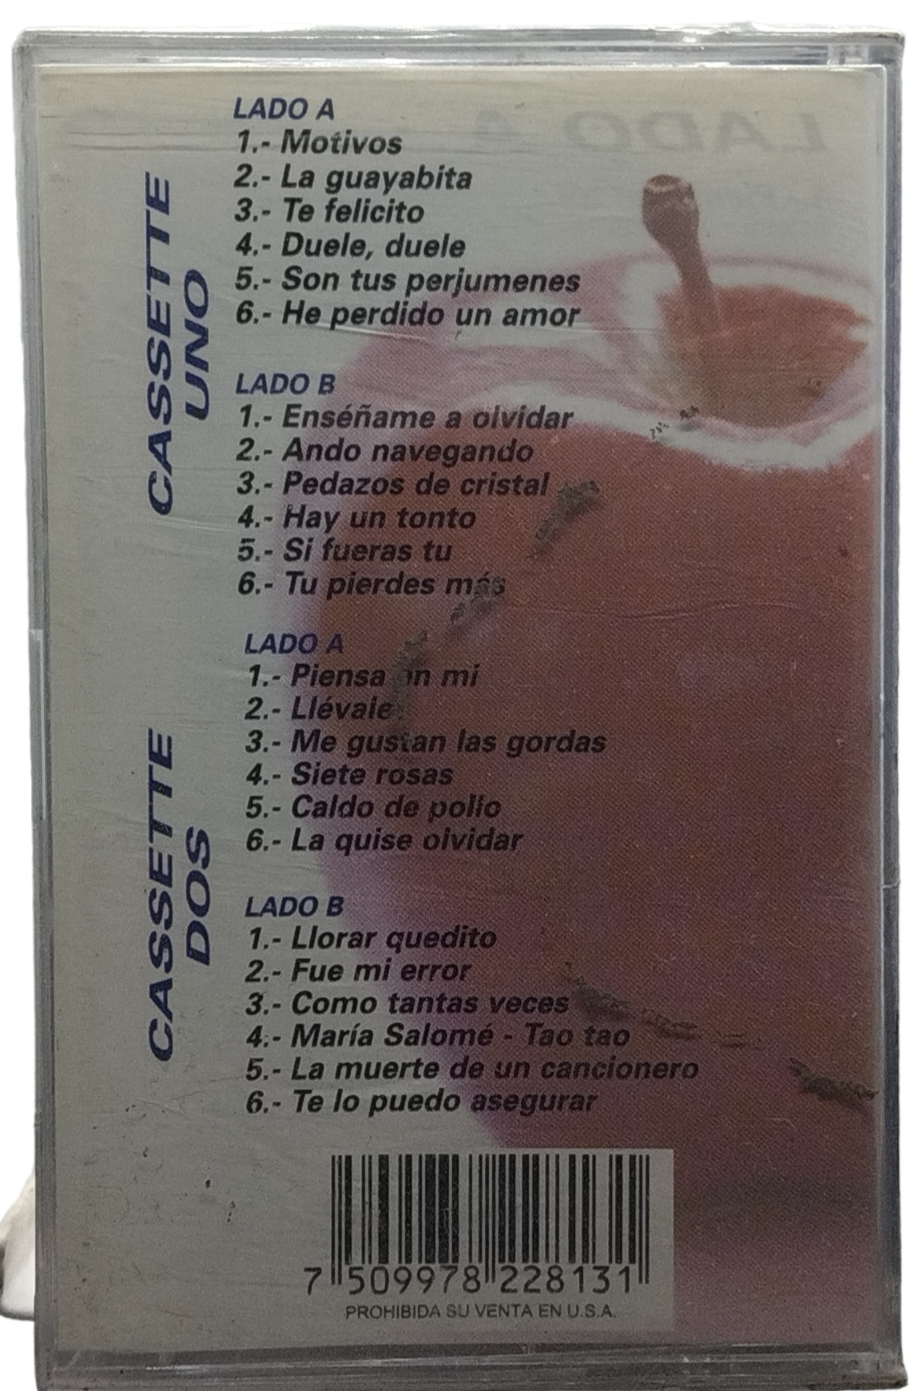 CASSETTE
UNO
LADO A
1.- Motivos
2.- La guayabita
3.- Te felicito
4.- Duele, duele
5.- Son tus perjumenes
6.- He perdido un amor
LADO B
1.- Enséñame a olvidar
2.- Ando navegando
3.- Pedazos de cristal
4.- Hay un tonto
5.- Si fueras tu
6.- Tu pierdes más
CASSETTE
DOS
LADO A
1.- Piensa en mi
2.- Llévale
3.- Me gustan las gordas
4.- Siete rosas
5.- Caldo de pollo
6.- La quise olvidar
LADO B
1.- Llorar quedito
2.- Fue mi error
3.- Como tantas veces
4.- María Salomé - Tao tao
5.- La muerte de un cancionero
6.- Te lo puedo asegurar
7 509978 228131
PROHIBIDA SU VENTA EN U.S.A.
LADO A